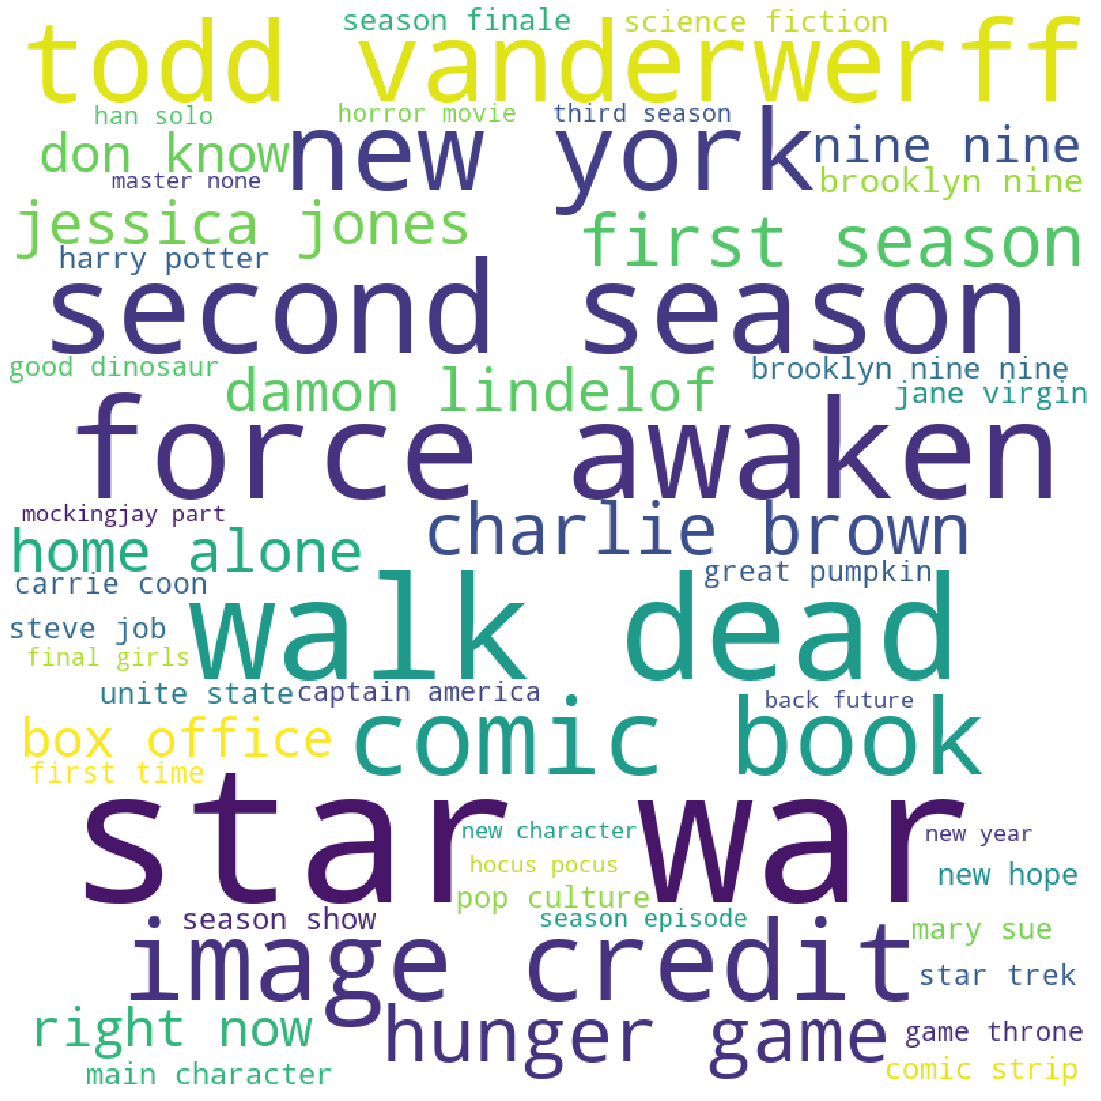 season finale science fiction
todd vanderwerff
han solo horror movie third season
don know new york nine nine
master none brooklyn nine
jessica jones first season
harry potter
second season
good dinosaur brooklyn nine nine
damon lindelof jane virgin
force awaken
mockingjay part
home alone charlie brown
carrie coon great pumpkin
steve job walk dead
final girls
unite state captain america back future
box office comic book
first time
star war
new character new year
hocus pocus
pop culture new hope
season show season episode
mary sue
image credit star trek
right now hunger game game throne
main character comic strip